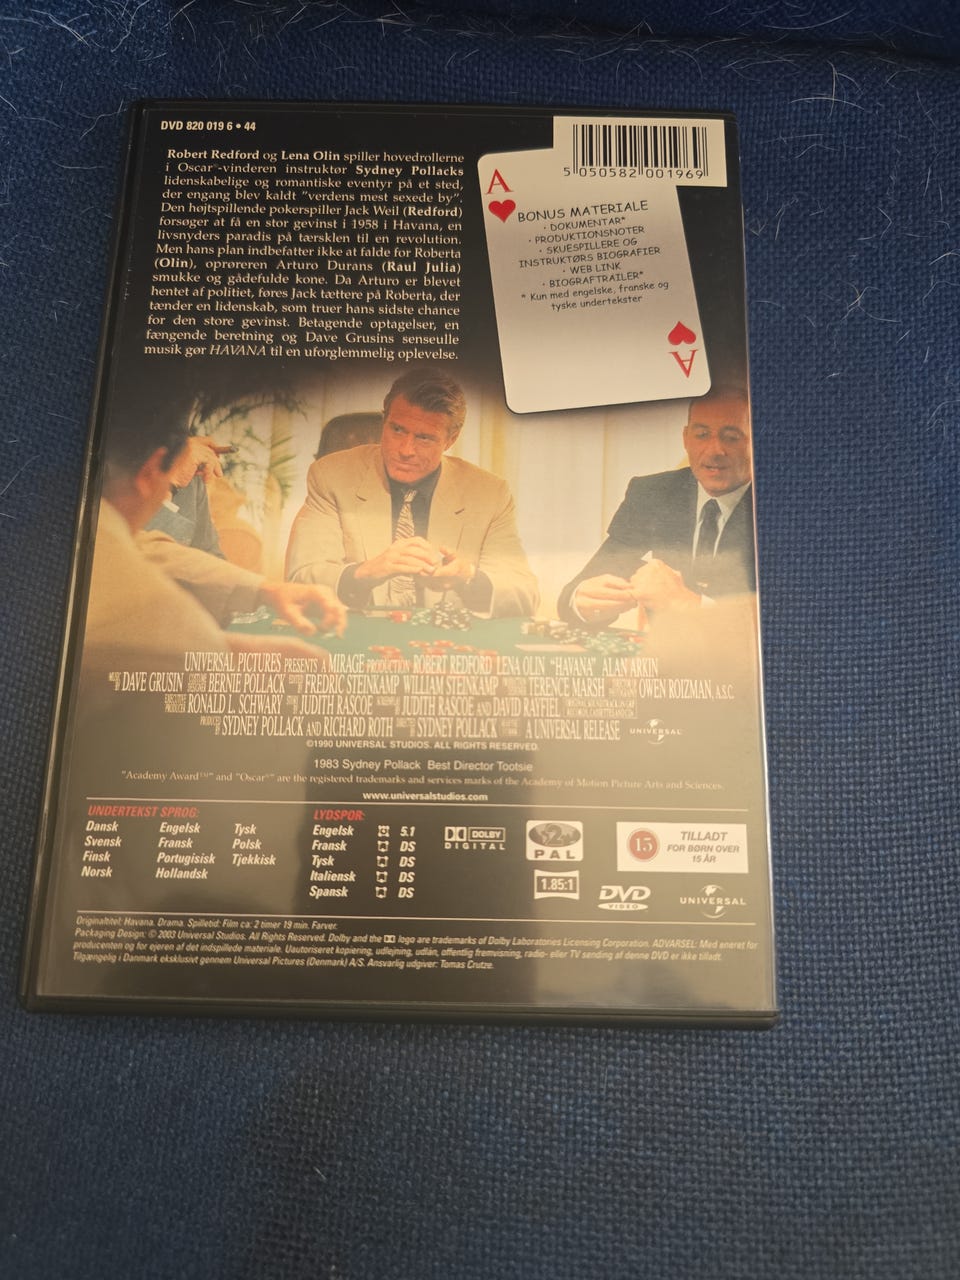 DVD 820 019 6 • 44
Robert Redford og Lena Olin spiller hovedrollerne
i Oscar®-vinderen instruktør Sydney Pollacks
lidenskabelige og romantiske eventyr på et sted,
der engang blev kaldt "verdens mest sexede by".
Den højtspillende pokerspiller Jack Weil (Redford)
forsøger at få en stor gevinst i 1958 i Havana, en
livsnyders paradis på tærsklen til en revolution.
Men hans plan indbefatter ikke at falde for Roberta
(Olin), oprøreren Arturo Durans (Raul Julia)
smukke og gådefulde kone. Da Arturo er blevet
hentet af politiet, føres Jack tættere på Roberta, der
tænder en lidenskab, som truer hans sidste chance
for den store gevinst. Betagende optagelser, en
fængende beretning og Dave Grusins senseulle
musik gør HAVANA til en uforglemmelig oplevelse.
5 050582 001969
A
BONUS MATERIALE
· DOKUMENTAR*
· PRODUKTIONSNOTER
· SKUESPILLERE OG
INSTRUKTØRS BIOGRAFIER
· WEB LINK
· BIOGRAFTRAILER*
* Kun med engelske, franske og
tyske undertekster
A
UNIVERSAL PICTURES PRESENTS A MIRAGE PRODUCTION ROBERT REDFORD LENA OLIN "HAVANA" ALAN ARKIN
MUSIC BY DAVE GRUSIN COSTUME DESIGNER BERNIE POLLACK EDITED BY FREDRIC STEINKAMP WILLIAM STEINKAMP TERENCE MARSH OWEN ROIZMAN, A.S.C.
EXECUTIVE PRODUCER RONALD L. SCHWARY STORY BY JUDITH RASCOE JUDITH RASCOE AND DAVID RAYFIEL
PRODUCED BY SYDNEY POLLACK AND RICHARD ROTH DIRECTED BY SYDNEY POLLACK A UNIVERSAL RELEASE UNIVERSAL
©1990 UNIVERSAL STUDIOS. ALL RIGHTS RESERVED.
1983 Sydney Pollack Best Director Tootsie
"Academy Award™" and "Oscar®" are the registered trademarks and services marks of the Academy of Motion Picture Arts and Sciences.
www.universalstudios.com
UNDERTEKST SPROG:
Dansk Engelsk Tysk
Svensk Fransk Polsk
Finsk Portugisisk Tjekkisk
Norsk Hollandsk
LYDSPOR:
Engelsk 5.1
Fransk DS
Tysk DS
Italiensk DS
Spansk DS
DOLBY
DIGITAL
2
PAL
1.85:1
15
TILLADT
FOR BØRN OVER
15 ÅR
DVD
VIDEO
UNIVERSAL
Originaltitel: Havana. Drama. Spilletid: Film ca: 2 timer 19 min. Farver.
Packaging Design: © 2003 Universal Studios. All Rights Reserved. Dolby and the logo are trademarks of Dolby Laboratories Licensing Corporation. ADVARSEL: Med eneret for
producenten og for ejeren af det indspillede materiale. Uautoriseret kopiering, udlejning, udlån, offentlig fremvisning, radio- eller TV sending af denne DVD er ikke tilladt.
Tilgængelig i Danmark eksklusivt gennem Universal Pictures (Denmark) A/S. Ansvarlig udgiver: Tomas Crutze.